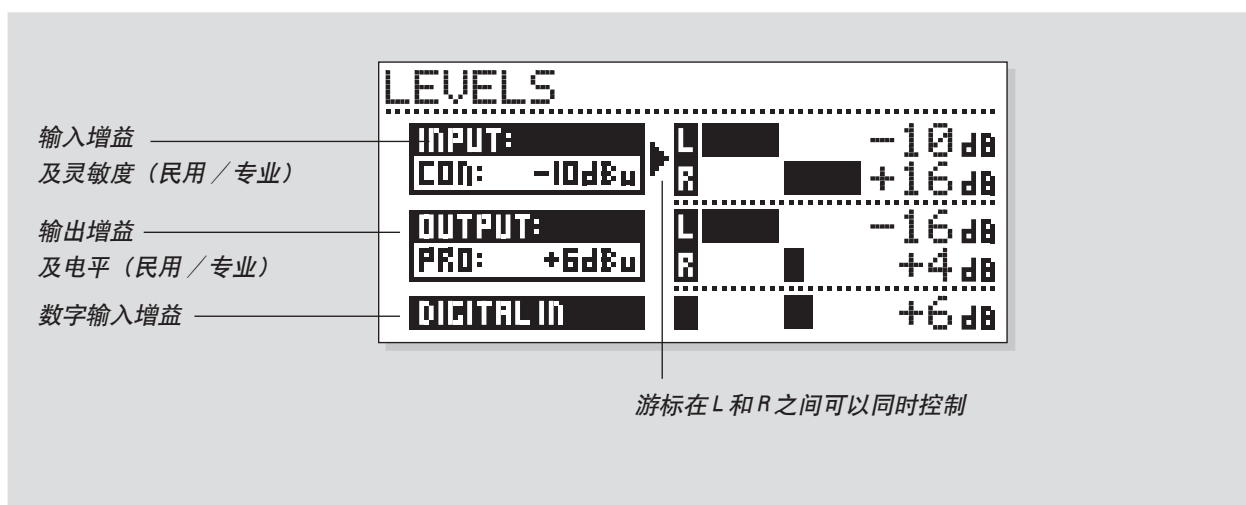 LEVELS
输入增益
及灵敏度（民用／专业）
INPUT:
CON: -10dBu
L -10dB
R +16dB
输出增益
及电平（民用／专业）
OUTPUT:
PRO: +6dBu
L -16dB
R +4dB
数字输入增益
DIGITAL IN
+6dB
游标在L和R之间可以同时控制